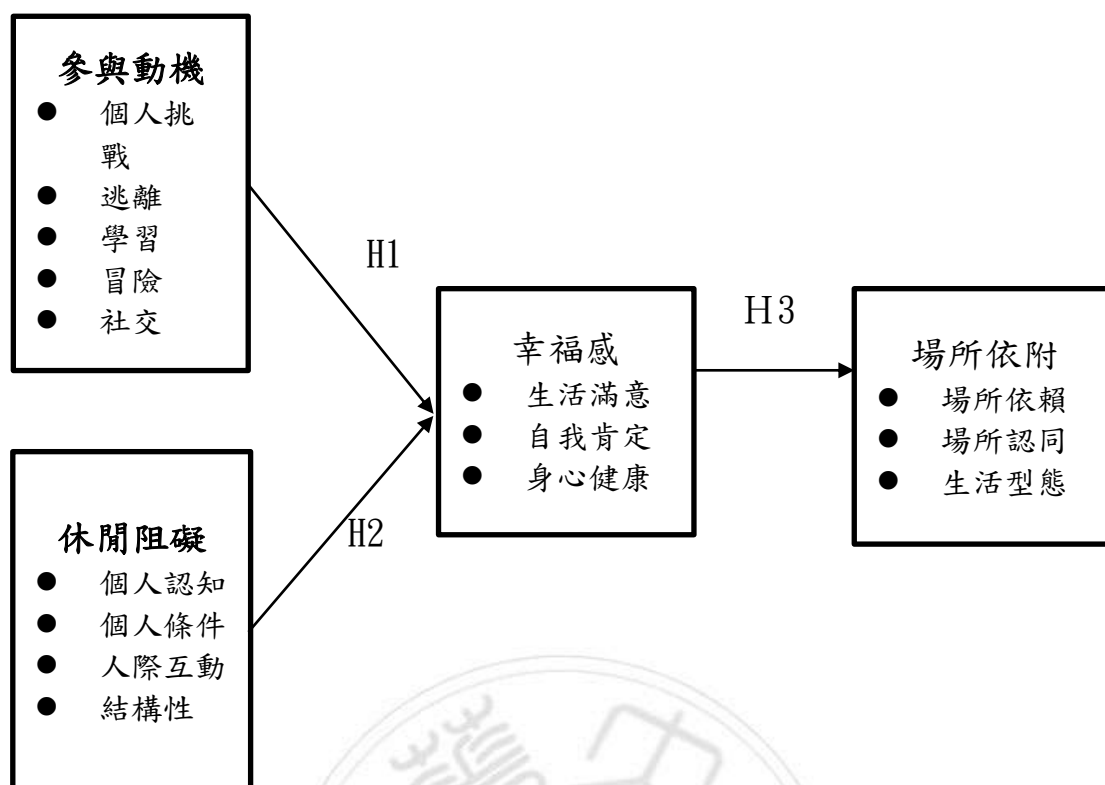 參與動機
● 個人挑
戰
● 逃離
● 學習
● 冒險
● 社交
H1
休閒阻礙
● 個人認知
● 個人條件
● 人際互動
● 結構性
H2
幸福感
● 生活滿意
● 自我肯定
● 身心健康
H3
場所依附
● 場所依賴
● 場所認同
● 生活型態